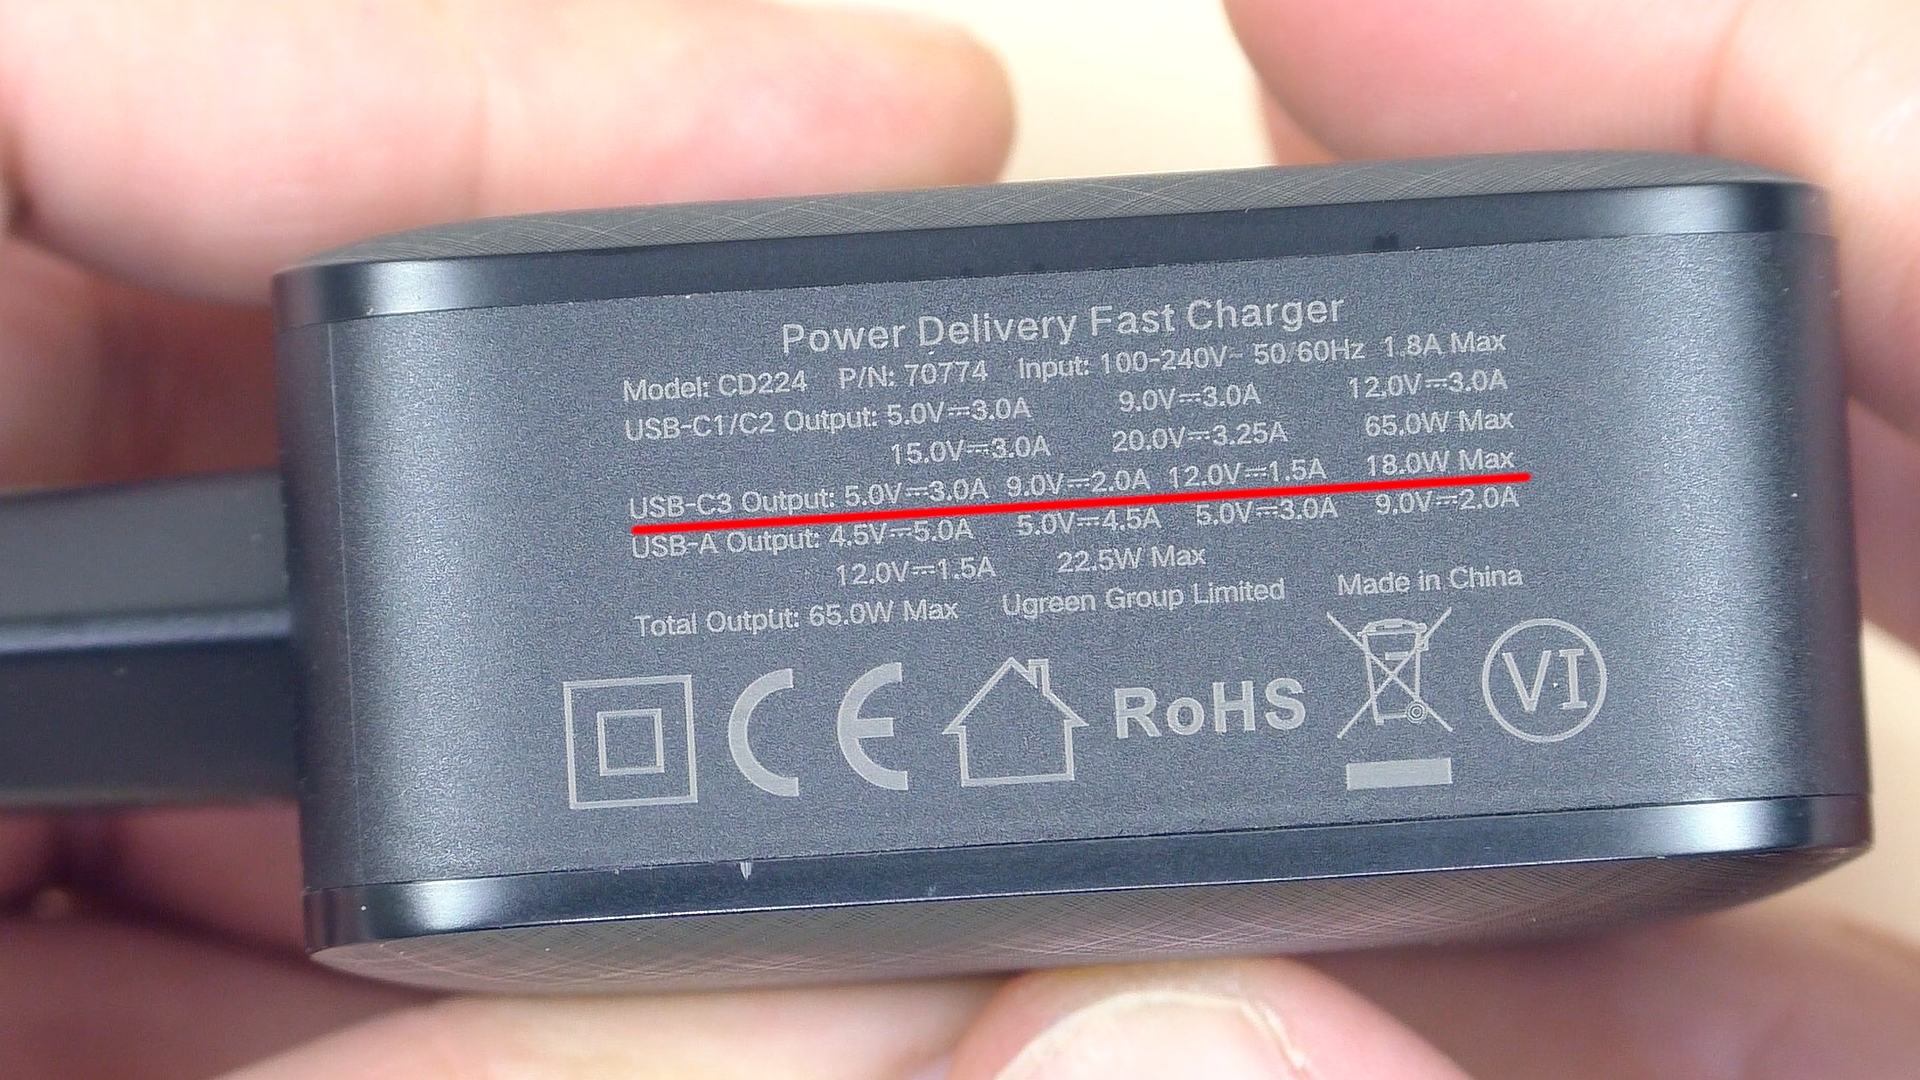 Power Delivery Fast Charger
Model: CD224 P/N: 70774 Input: 100-240V~ 50/60Hz 1.8A Max
USB-C1/C2 Output: 5.0V⎓3.0A 9.0V⎓3.0A 12.0V⎓3.0A
15.0V⎓3.0A 20.0V⎓3.25A 65.0W Max
USB-C3 Output: 5.0V⎓3.0A 9.0V⎓2.0A 12.0V⎓1.5A 18.0W Max
USB-A Output: 4.5V⎓5.0A 5.0V⎓4.5A 5.0V⎓3.0A 9.0V⎓2.0A
12.0V⎓1.5A 22.5W Max
Total Output: 65.0W Max Ugreen Group Limited Made in China
CE RoHS VI